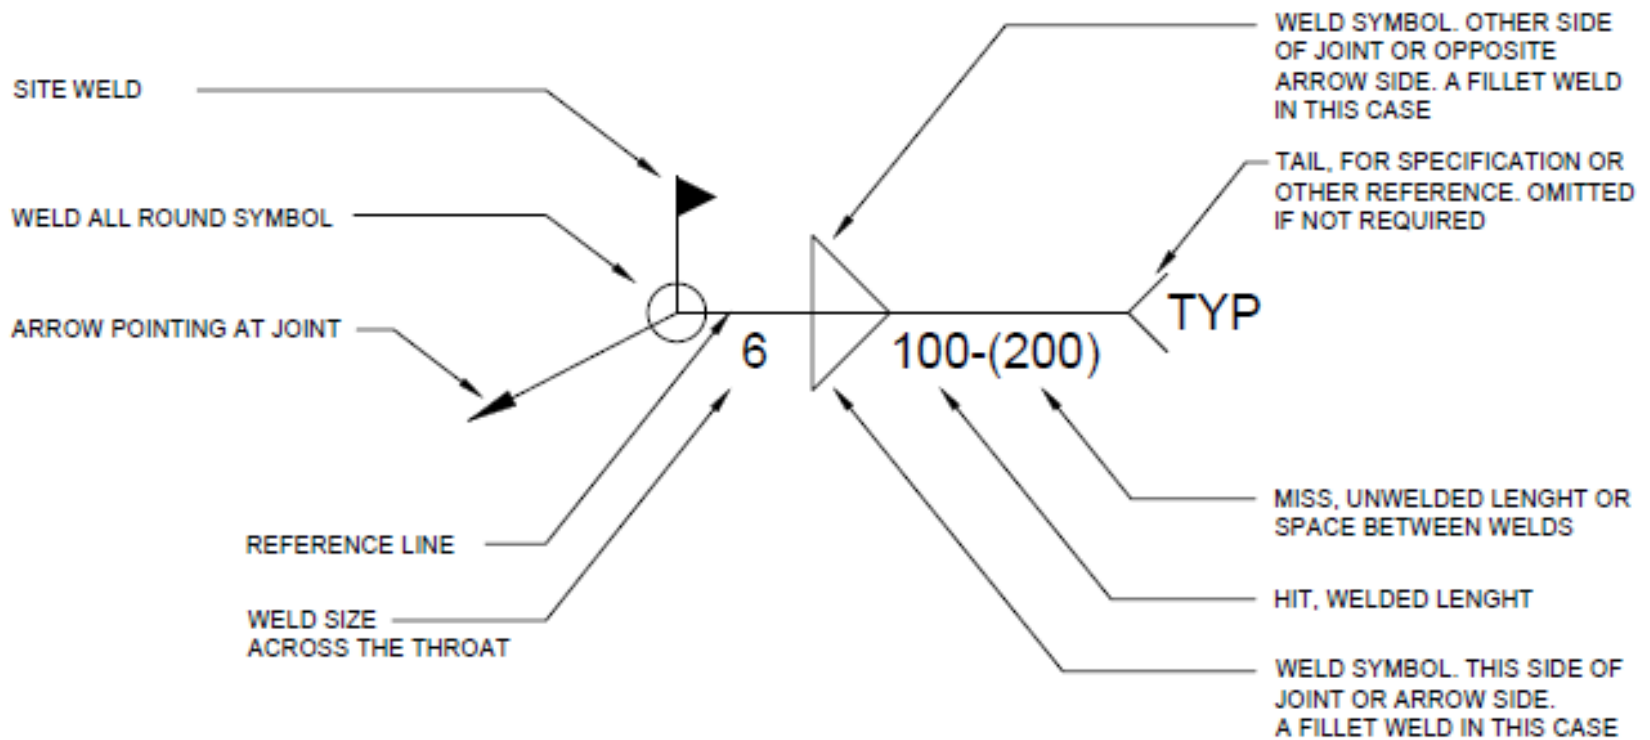 WELD SYMBOL. OTHER SIDE
OF JOINT OR OPPOSITE
ARROW SIDE. A FILLET WELD
IN THIS CASE
SITE WELD
TAIL, FOR SPECIFICATION OR
OTHER REFERENCE. OMITTED
IF NOT REQUIRED
WELD ALL ROUND SYMBOL
ARROW POINTING AT JOINT
TYP
6
100-(200)
MISS, UNWELDED LENGHT OR
SPACE BETWEEN WELDS
REFERENCE LINE
HIT, WELDED LENGHT
WELD SIZE
ACROSS THE THROAT
WELD SYMBOL. THIS SIDE OF
JOINT OR ARROW SIDE.
A FILLET WELD IN THIS CASE